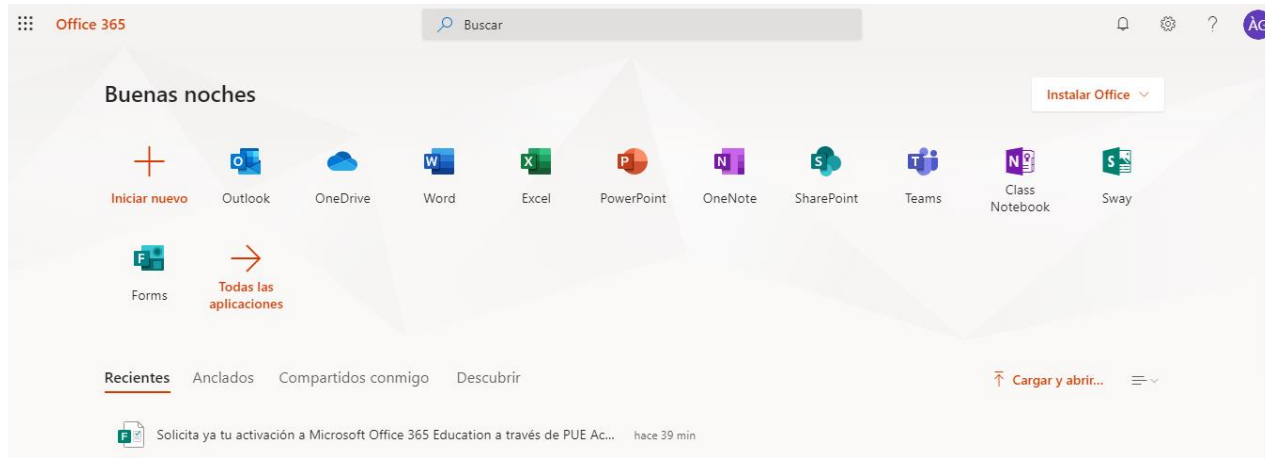 Office 365
Buscar
ÀG
Buenas noches
Instalar Office
Iniciar nuevo
Outlook
OneDrive
Word
Excel
PowerPoint
OneNote
SharePoint
Teams
Class
Notebook
Sway
Forms
Todas las
aplicaciones
Recientes Anclados Compartidos conmigo Descubrir
Cargar y abrir...
Solicita ya tu activación a Microsoft Office 365 Education a través de PUE Ac... hace 39 min